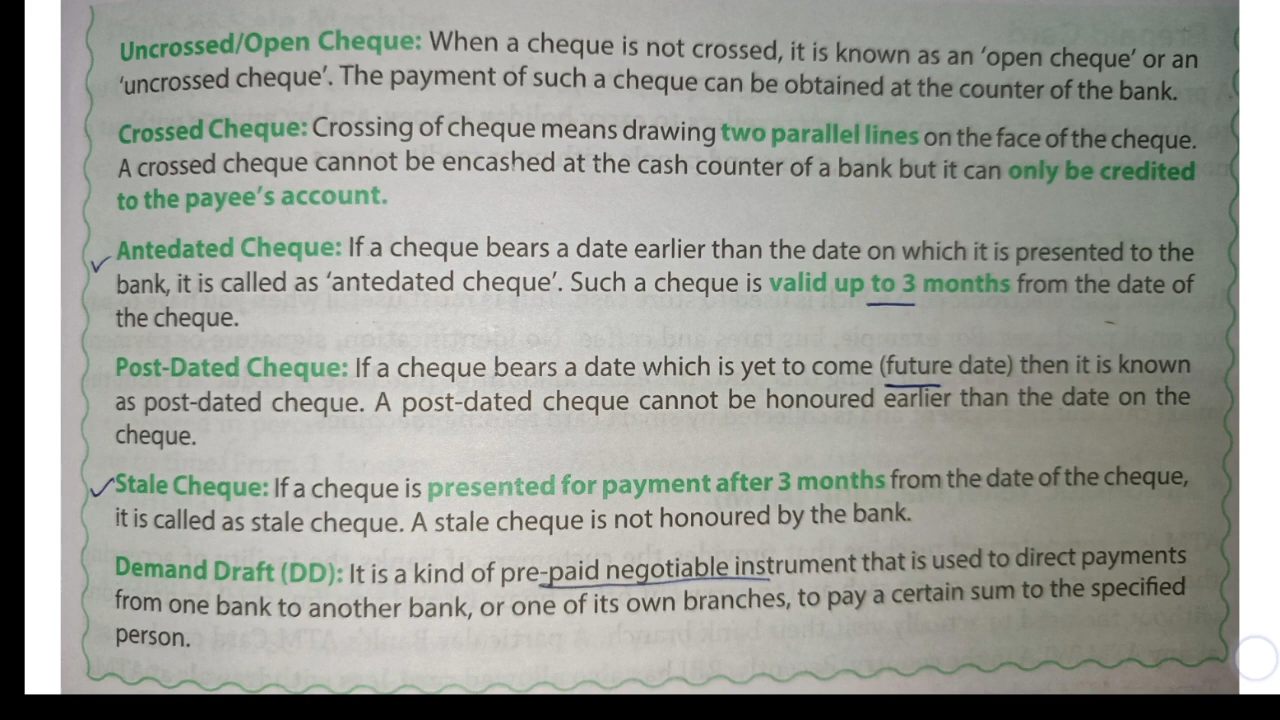 Uncrossed/Open Cheque: When a cheque is not crossed, it is known as an ‘open cheque’ or an
‘uncrossed cheque’. The payment of such a cheque can be obtained at the counter of the bank.
Crossed Cheque: Crossing of cheque means drawing two parallel lines on the face of the cheque.
A crossed cheque cannot be encashed at the cash counter of a bank but it can only be credited
to the payee’s account.
Antedated Cheque: If a cheque bears a date earlier than the date on which it is presented to the
bank, it is called as ‘antedated cheque’. Such a cheque is valid up to 3 months from the date of
the cheque.
Post-Dated Cheque: If a cheque bears a date which is yet to come (future date) then it is known
as post-dated cheque. A post-dated cheque cannot be honoured earlier than the date on the
cheque.
Stale Cheque: If a cheque is presented for payment after 3 months from the date of the cheque,
it is called as stale cheque. A stale cheque is not honoured by the bank.
Demand Draft (DD): It is a kind of pre-paid negotiable instrument that is used to direct payments
from one bank to another bank, or one of its own branches, to pay a certain sum to the specified
person.